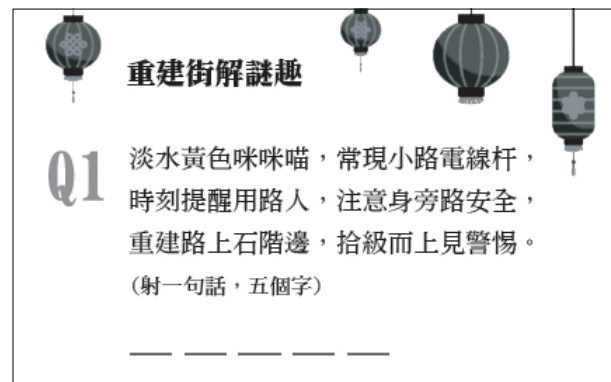 重建街解謎趣
Q1
淡水黃色咪咪喵，常現小路電線杆，
時刻提醒用路人，注意身旁路安全，
重建路上石階邊，拾級而上見警惕。
（射一句話，五個字）